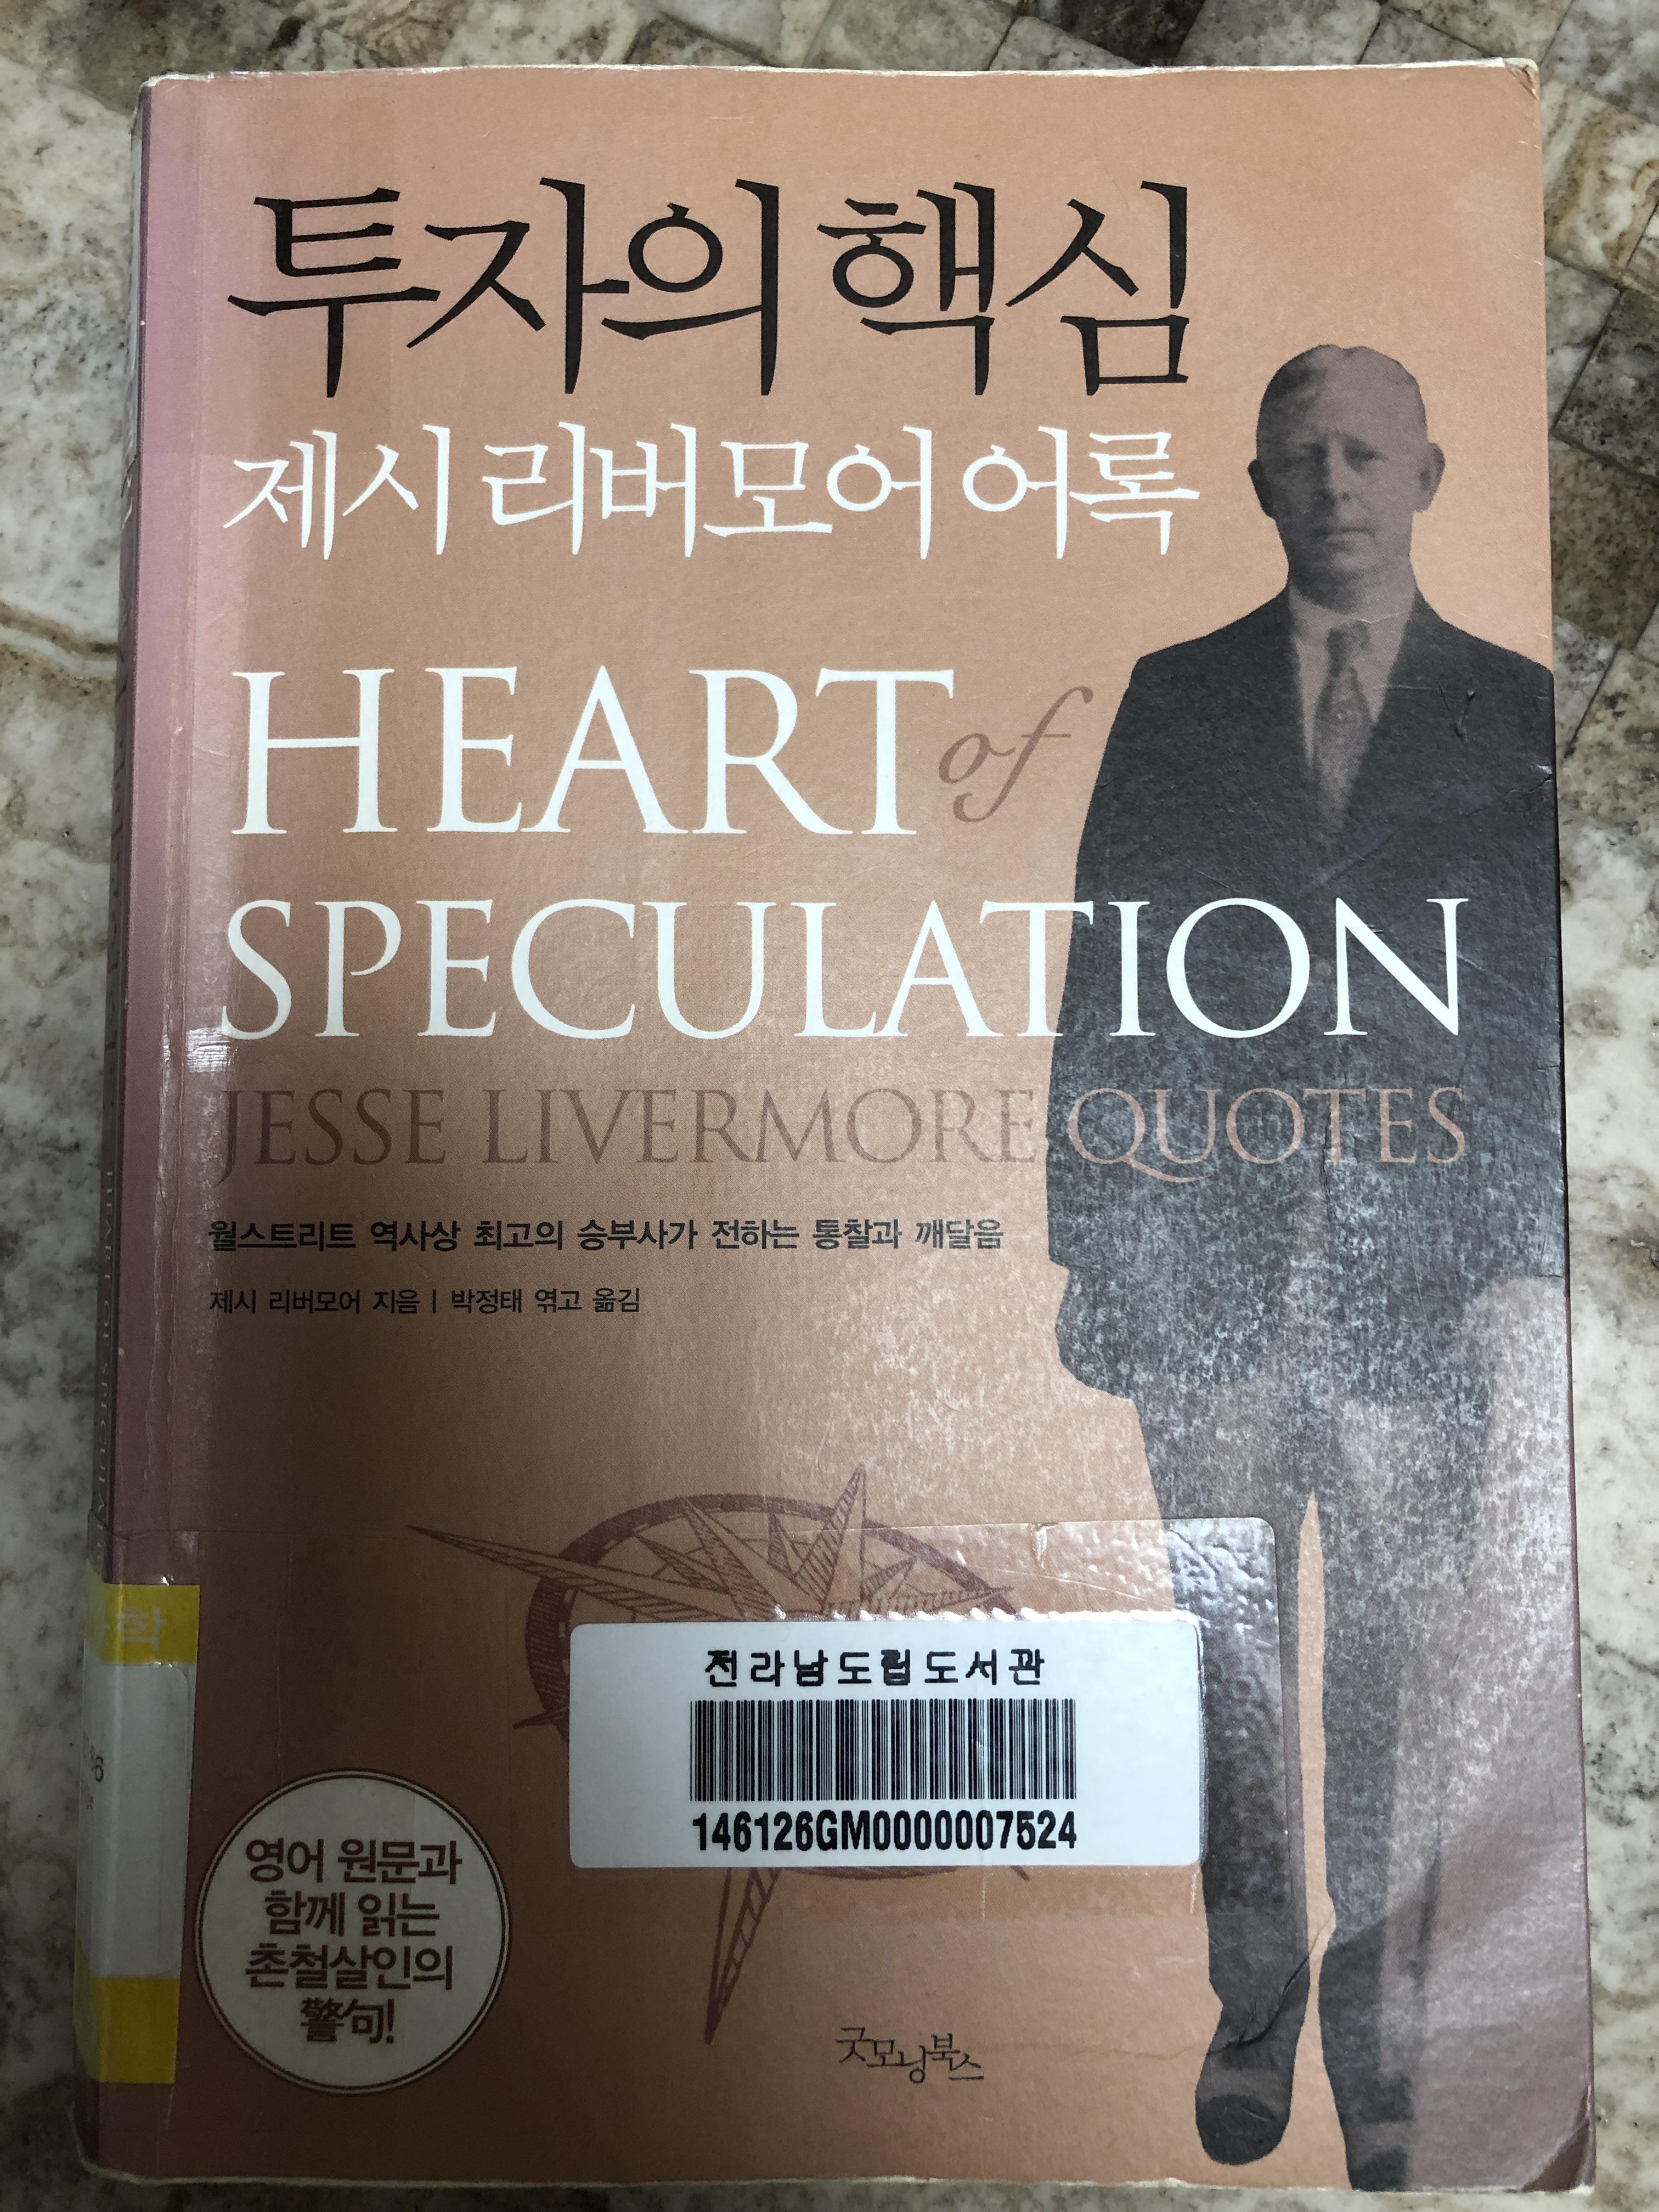 투자의 핵심
제시 리버모어 어록
HEART of
SPECULATION
JESSE LIVERMORE QUOTES
월스트리트 역사상 최고의 승부사가 전하는 통찰과 깨달음
제시 리버모어 지음 | 박정태 엮고 옮김
전라남도립도서관
146126GM0000007524
영어 원문과
함께 읽는
촌철살인의
警句!
굿모닝북스
학